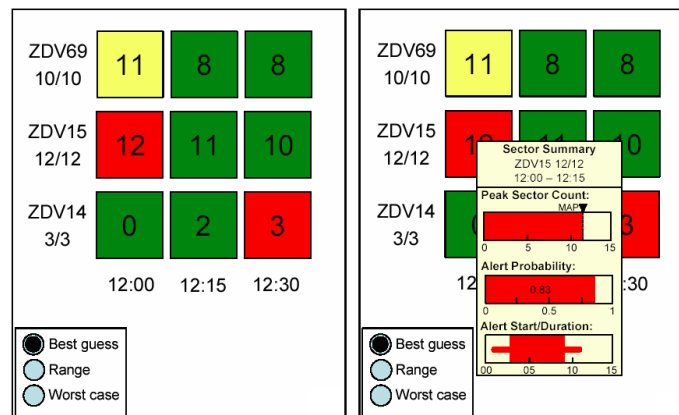 ZDV69
10/10
11 8 8
ZDV15
12/12
12 11 10
ZDV14
3/3
0 2 3
12:00 12:15 12:30
Best guess
Range
Worst case
ZDV69
10/10
11 8 8
ZDV15
12/12
Sector Summary
ZDV15 12/12
12:00 – 12:15
Peak Sector Count:
MAP
0 5 10 15
Alert Probability:
0.83
0 0.5 1
Alert Start/Duration:
00 05 10 15
ZDV14
3/3
Best guess
Range
Worst case